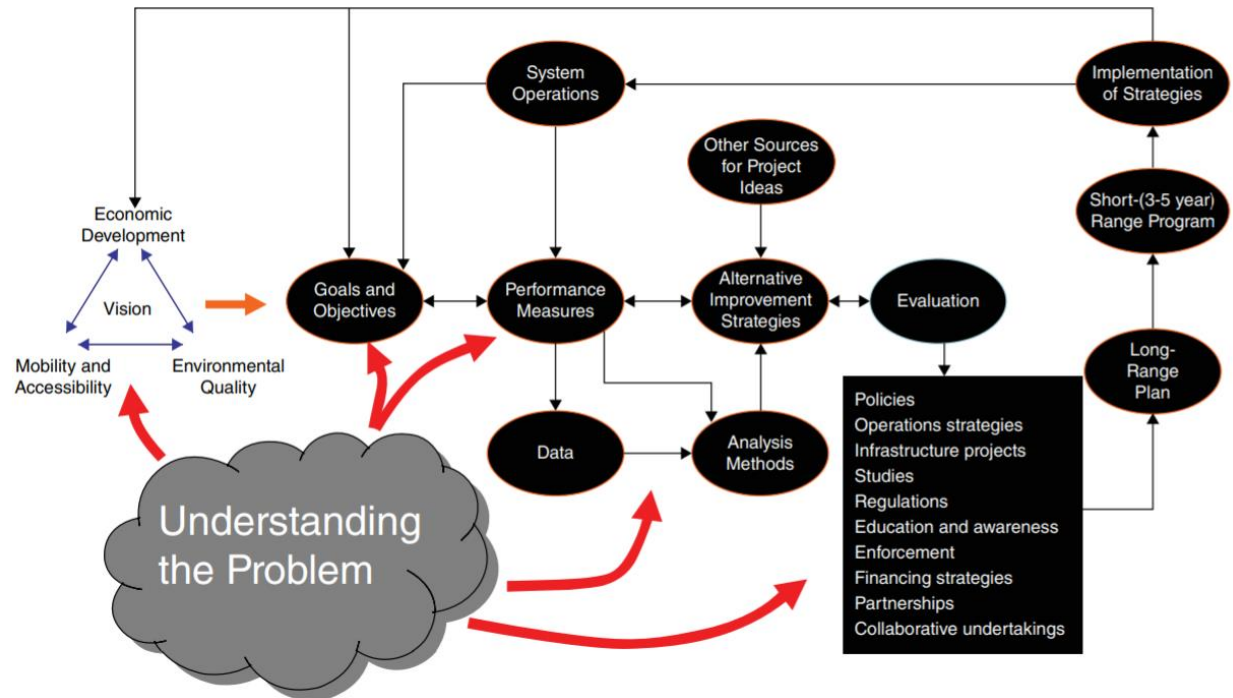 System
Operations
Implementation
of Strategies
Other Sources
for Project
Ideas
Short-(3-5 year)
Range Program
Economic
Development
Vision
Mobility and
Accessibility
Environmental
Quality
Goals and
Objectives
Performance
Measures
Alternative
Improvement
Strategies
Evaluation
Long-
Range
Plan
Data
Analysis
Methods
Policies
Operations strategies
Infrastructure projects
Studies
Regulations
Education and awareness
Enforcement
Financing strategies
Partnerships
Collaborative undertakings
Understanding
the Problem